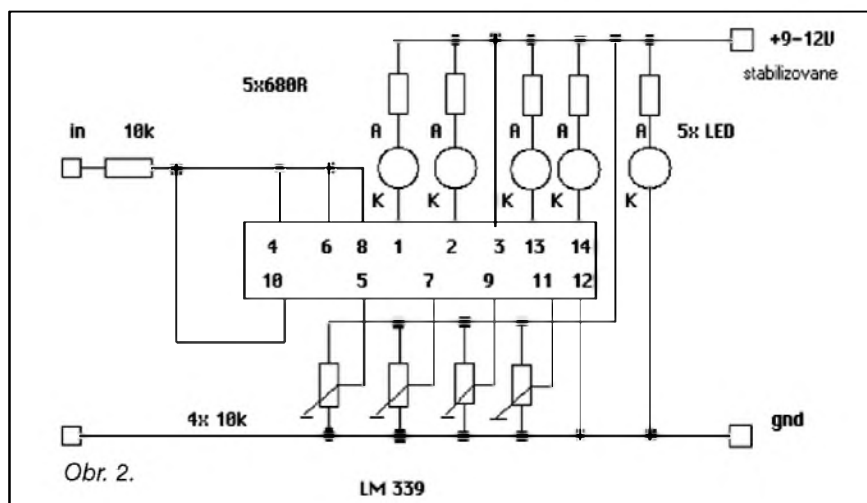 +9-12V
stabilizovane
5x680R
in 10k
A A A A A 5x LED
K K K K K
4 6 8 1 2 3 13 14
10 5 7 9 11 12
4x 10k
gnd
Obr. 2.
LM 339